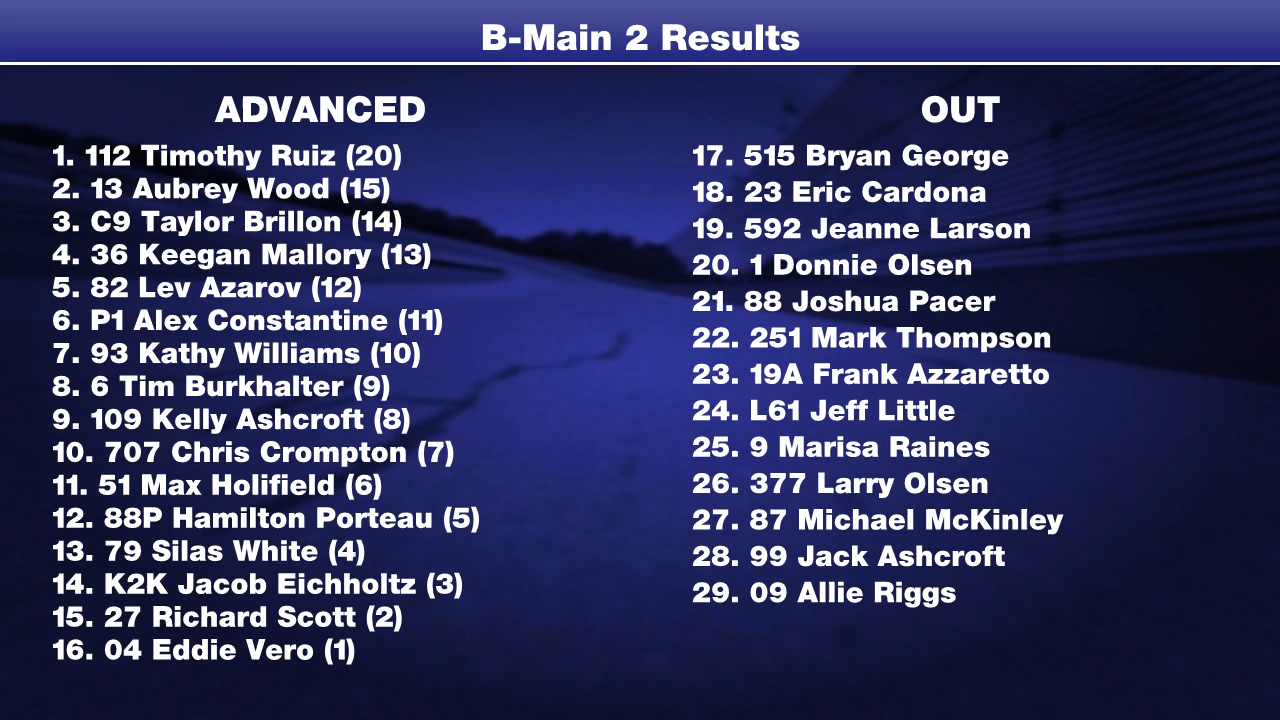 B-Main 2 Results
ADVANCED
1. 112 Timothy Ruiz (20)
2. 13 Aubrey Wood (15)
3. C9 Taylor Brillon (14)
4. 36 Keegan Mallory (13)
5. 82 Lev Azarov (12)
6. P1 Alex Constantine (11)
7. 93 Kathy Williams (10)
8. 6 Tim Burkhalter (9)
9. 109 Kelly Ashcroft (8)
10. 707 Chris Crompton (7)
11. 51 Max Holifield (6)
12. 88P Hamilton Porteau (5)
13. 79 Silas White (4)
14. K2K Jacob Eichholtz (3)
15. 27 Richard Scott (2)
16. 04 Eddie Vero (1)
OUT
17. 515 Bryan George
18. 23 Eric Cardona
19. 592 Jeanne Larson
20. 1 Donnie Olsen
21. 88 Joshua Pacer
22. 251 Mark Thompson
23. 19A Frank Azzaretto
24. L61 Jeff Little
25. 9 Marisa Raines
26. 377 Larry Olsen
27. 87 Michael McKinley
28. 99 Jack Ashcroft
29. 09 Allie Riggs